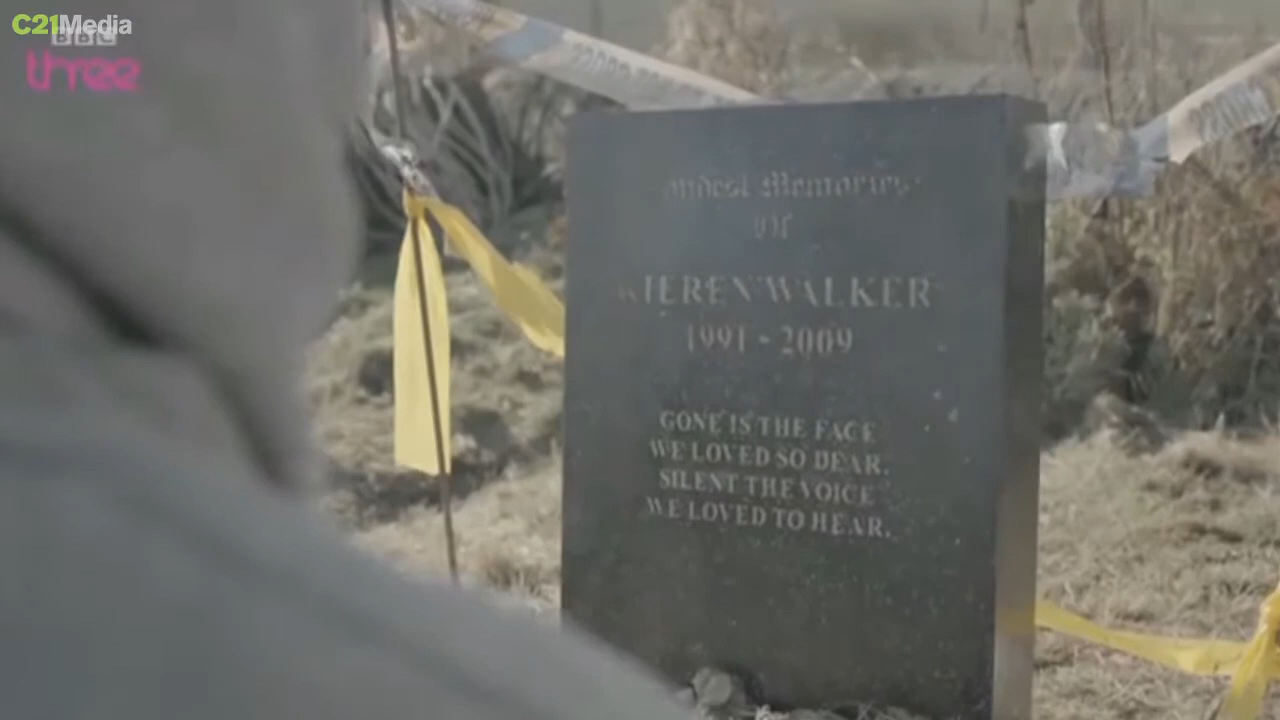 C21Media
BBC
three
Fondest Memories
Of
KIEREN WALKER
1991 - 2009
GONE IS THE FACE
WE LOVED SO DEAR.
SILENT THE VOICE
WE LOVED TO HEAR.